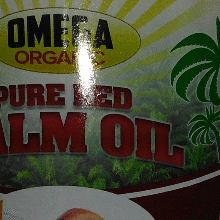 OMEGA
ORGANIC
PURE RED
ALM OIL